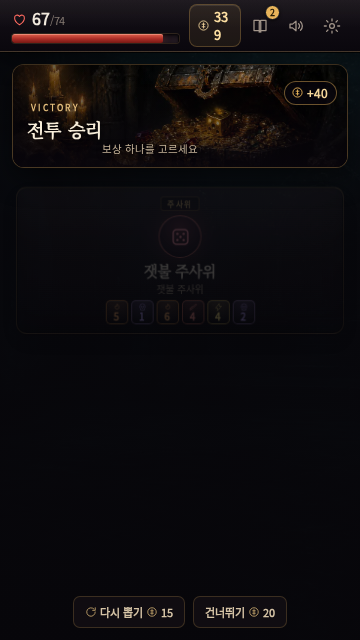 67/74
33
9
2
VICTORY
+40
전투 승리
보상 하나를 고르세요
주사위
잿불 주사위
잿불 주사위
5 1 6 4 4 2
다시 뽑기 15
건너뛰기 20